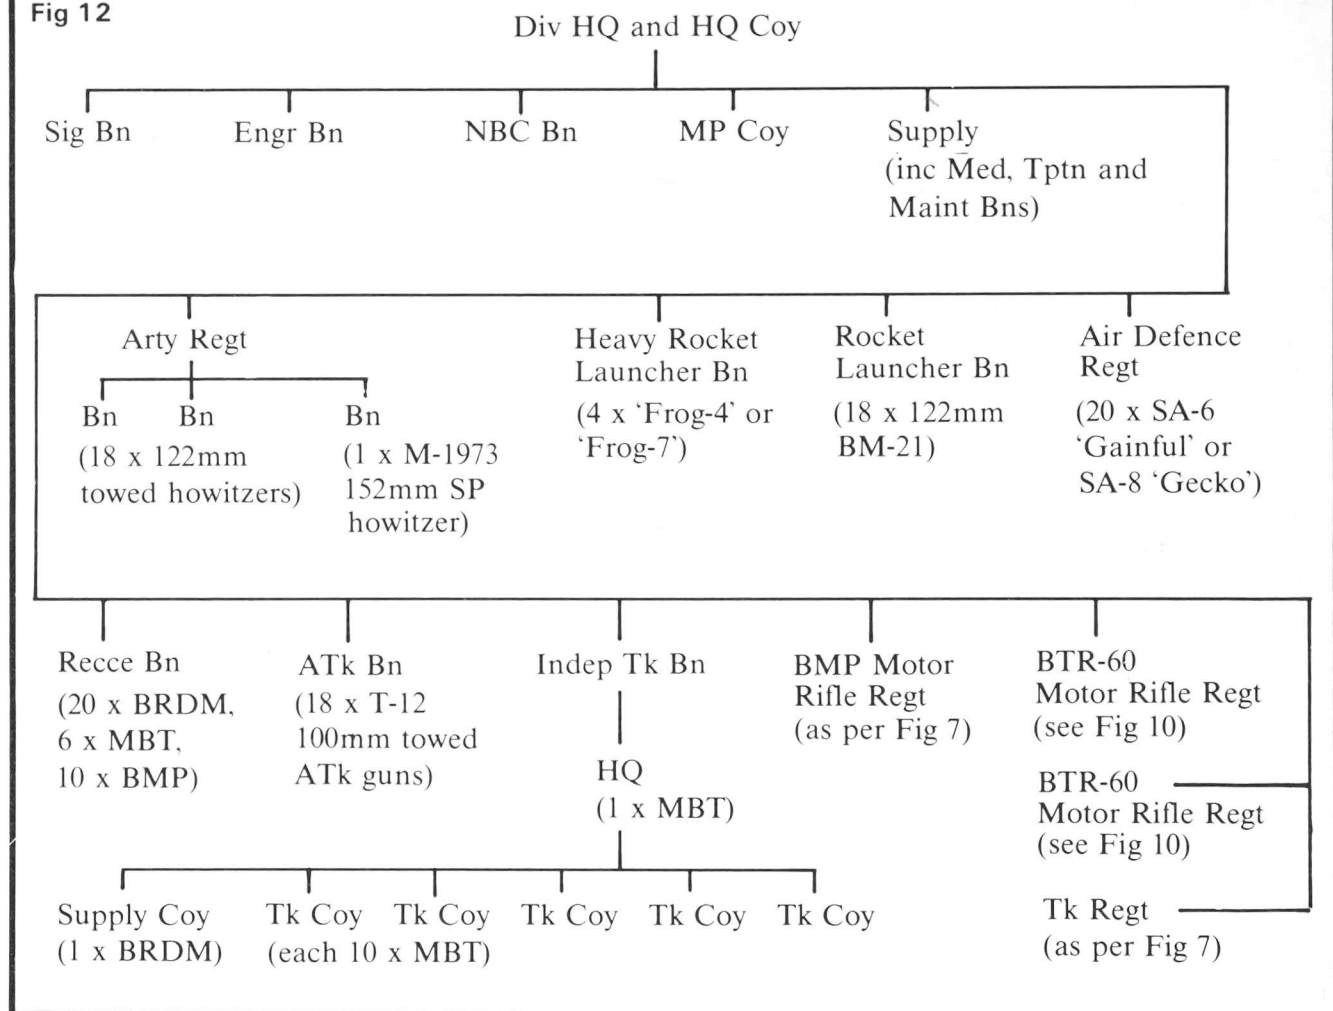 Fig 12
Div HQ and HQ Coy
Sig Bn
Engr Bn
NBC Bn
MP Coy
Supply
(inc Med, Tptn and
Maint Bns)
Arty Regt
Bn
Bn
(18 x 122mm
towed howitzers)
Bn
(1 x M-1973
152mm SP
howitzer)
Heavy Rocket
Launcher Bn
(4 x ‘Frog-4’ or
‘Frog-7’)
Rocket
Launcher Bn
(18 x 122mm
BM-21)
Air Defence
Regt
(20 x SA-6
‘Gainful’ or
SA-8 ‘Gecko’)
Recce Bn
(20 x BRDM,
6 x MBT,
10 x BMP)
ATk Bn
(18 x T-12
100mm towed
ATk guns)
Indep Tk Bn
HQ
(1 x MBT)
Supply Coy
(1 x BRDM)
Tk Coy
Tk Coy
Tk Coy
Tk Coy
Tk Coy
(each 10 x MBT)
BMP Motor
Rifle Regt
(as per Fig 7)
BTR-60
Motor Rifle Regt
(see Fig 10)
BTR-60
Motor Rifle Regt
(see Fig 10)
Tk Regt
(as per Fig 7)